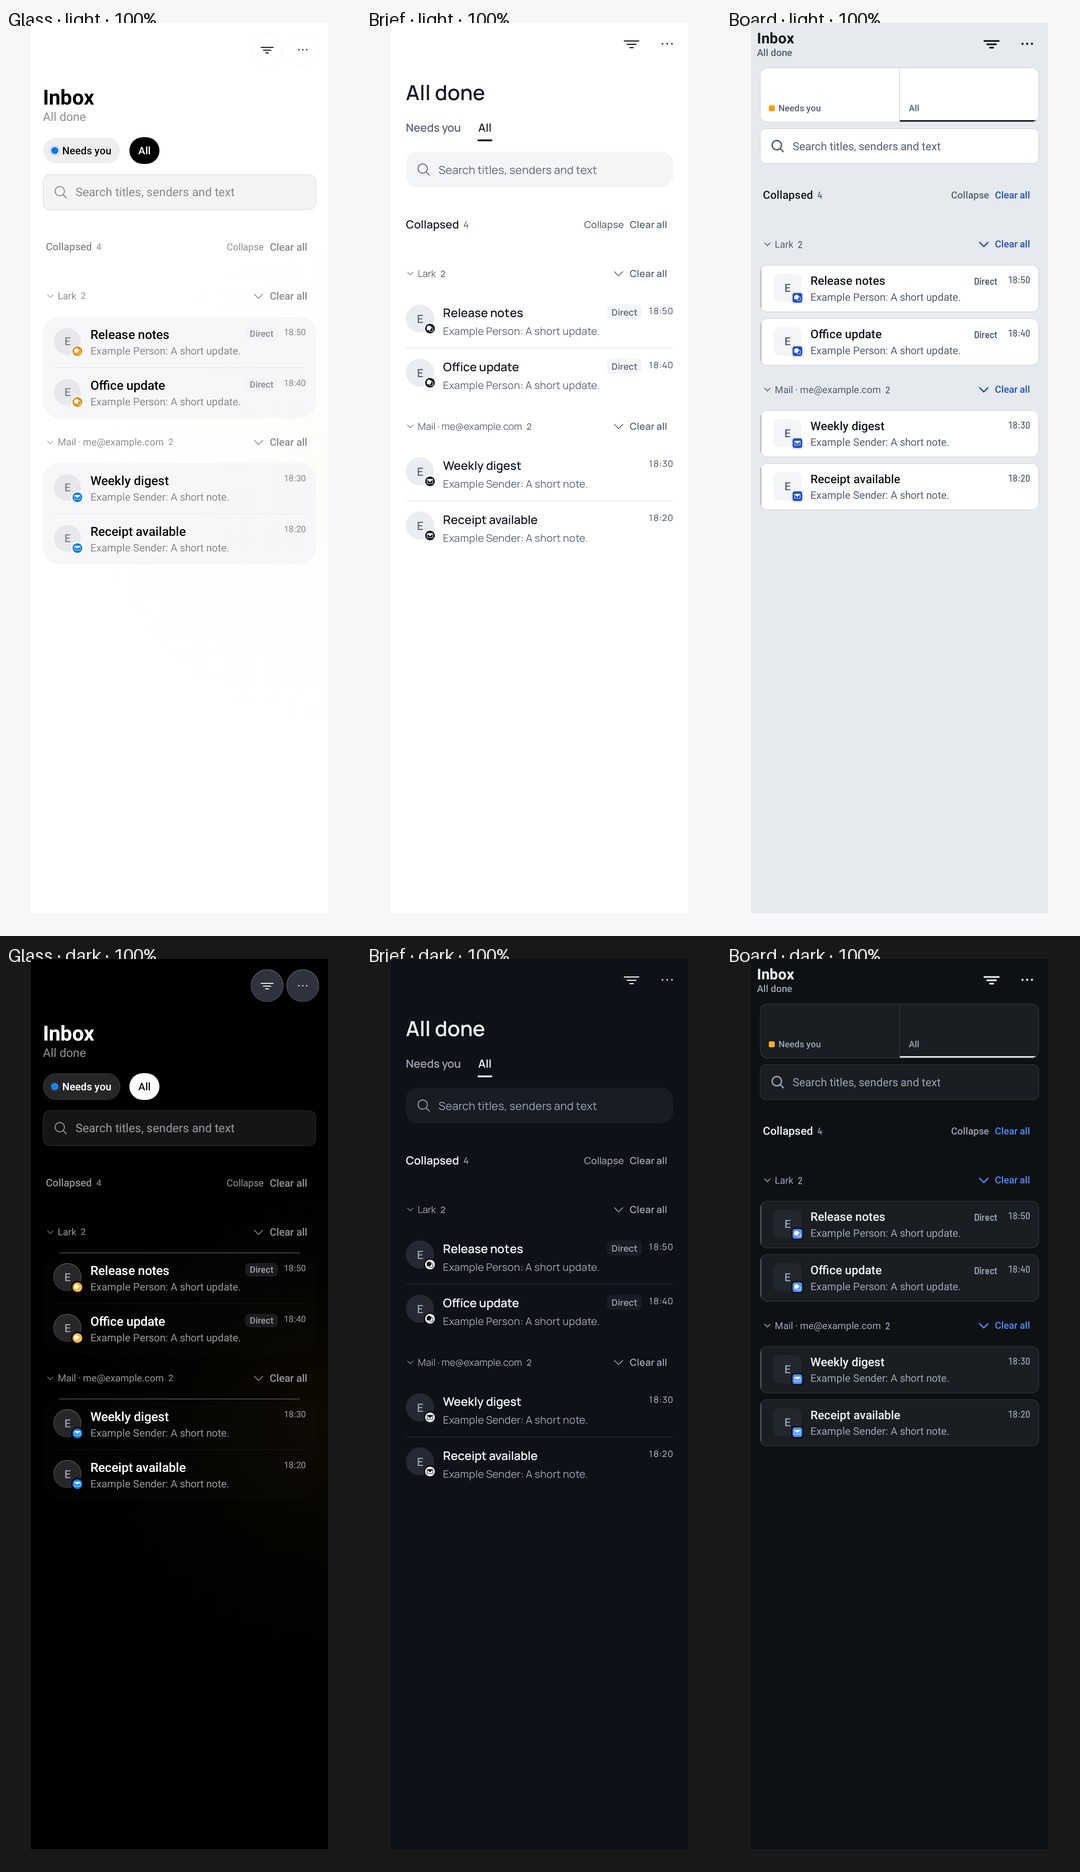 Glass · light · 100%
Inbox
All done
Needs you
All
Search titles, senders and text
Collapsed 4
Collapse Clear all
Lark 2
Clear all
E
Release notes
Direct
18:50
Example Person: A short update.
E
Office update
Direct
18:40
Example Person: A short update.
Mail · me@example.com 2
Clear all
E
Weekly digest
18:30
Example Sender: A short note.
E
Receipt available
18:20
Example Sender: A short note.
Brief · light · 100%
All done
Needs you
All
Search titles, senders and text
Collapsed 4
Collapse Clear all
Lark 2
Clear all
E
Release notes
Direct
18:50
Example Person: A short update.
E
Office update
Direct
18:40
Example Person: A short update.
Mail · me@example.com 2
Clear all
E
Weekly digest
18:30
Example Sender: A short note.
E
Receipt available
18:20
Example Sender: A short note.
Board · light · 100%
Inbox
All done
Needs you
All
Search titles, senders and text
Collapsed 4
Collapse Clear all
Lark 2
Clear all
E
Release notes
Direct
18:50
Example Person: A short update.
E
Office update
Direct
18:40
Example Person: A short update.
Mail · me@example.com 2
Clear all
E
Weekly digest
18:30
Example Sender: A short note.
E
Receipt available
18:20
Example Sender: A short note.
Glass · dark · 100%
Inbox
All done
Needs you
All
Search titles, senders and text
Collapsed 4
Collapse Clear all
Lark 2
Clear all
E
Release notes
Direct
18:50
Example Person: A short update.
E
Office update
Direct
18:40
Example Person: A short update.
Mail · me@example.com 2
Clear all
E
Weekly digest
18:30
Example Sender: A short note.
E
Receipt available
18:20
Example Sender: A short note.
Brief · dark · 100%
All done
Needs you
All
Search titles, senders and text
Collapsed 4
Collapse Clear all
Lark 2
Clear all
E
Release notes
Direct
18:50
Example Person: A short update.
E
Office update
Direct
18:40
Example Person: A short update.
Mail · me@example.com 2
Clear all
E
Weekly digest
18:30
Example Sender: A short note.
E
Receipt available
18:20
Example Sender: A short note.
Board · dark · 100%
Inbox
All done
Needs you
All
Search titles, senders and text
Collapsed 4
Collapse Clear all
Lark 2
Clear all
E
Release notes
Direct
18:50
Example Person: A short update.
E
Office update
Direct
18:40
Example Person: A short update.
Mail · me@example.com 2
Clear all
E
Weekly digest
18:30
Example Sender: A short note.
E
Receipt available
18:20
Example Sender: A short note.